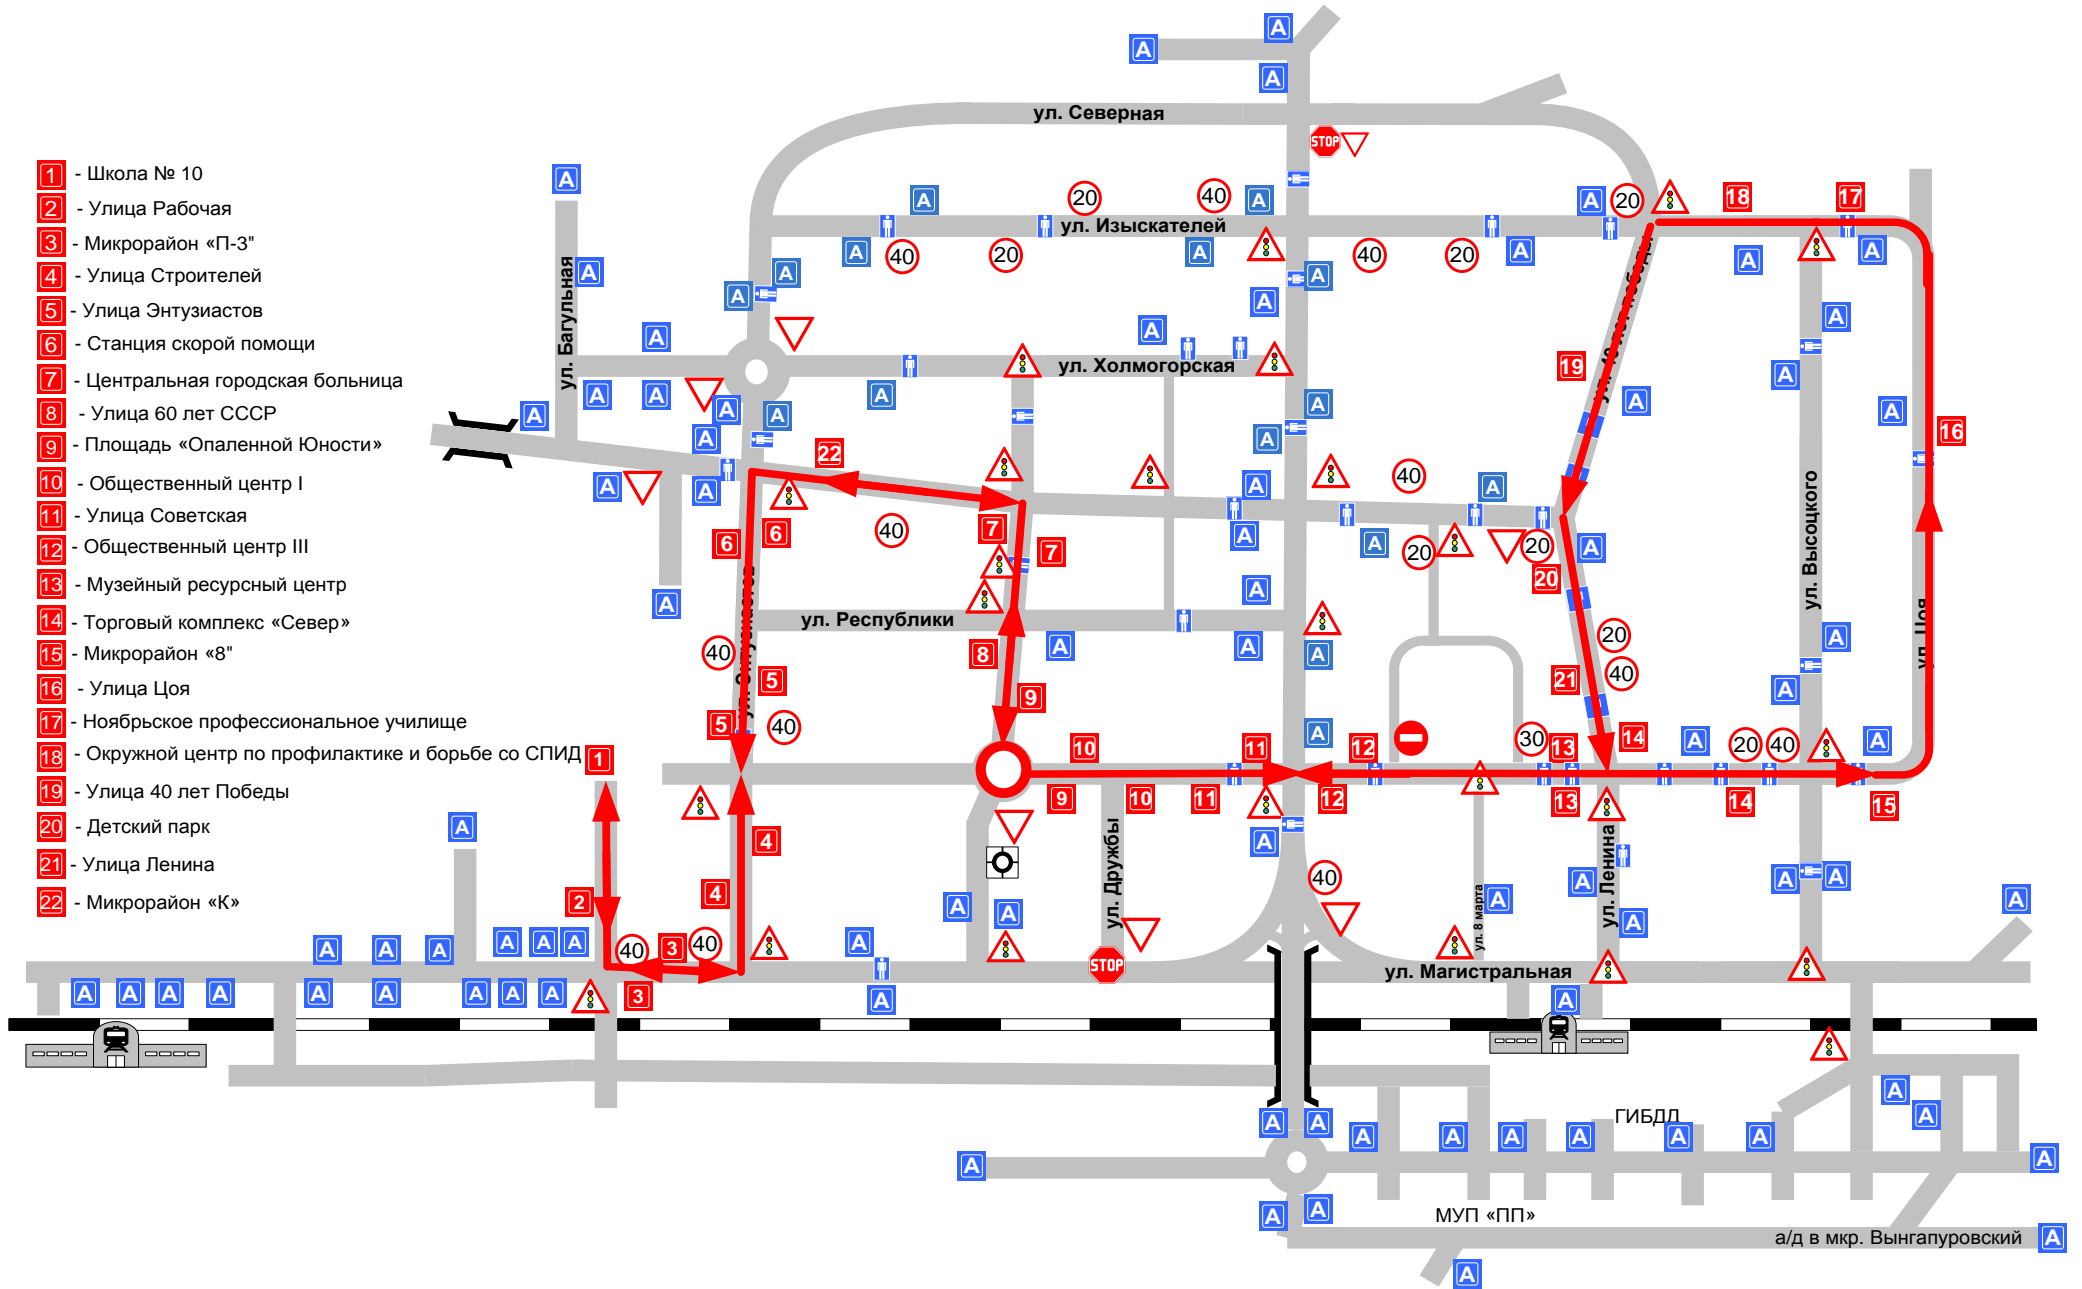 ул. Северная
1 - Школа № 10
2 - Улица Рабочая
3 - Микрорайон «П-3"
4 - Улица Строителей
5 - Улица Энтузиастов
6 - Станция скорой помощи
7 - Центральная городская больница
8 - Улица 60 лет СССР
9 - Площадь «Опаленной Юности»
10 - Общественный центр I
11 - Улица Советская
12 - Общественный центр III
13 - Музейный ресурсный центр
14 - Торговый комплекс «Север»
15 - Микрорайон «8"
16 - Улица Цоя
17 - Ноябрьское профессиональное училище
18 - Окружной центр по профилактике и борьбе со СПИД
19 - Улица 40 лет Победы
20 - Детский парк
21 - Улица Ленина
22 - Микрорайон «К»
STOP
ул. Изыскателей
ул. Багульная
ул. Холмогорская
ул. Республики
ул. Высоцкого
ул. Цоя
ул. Дружбы
ул. 8 марта
ул. Ленина
STOP
ул. Магистральная
ГИБДД
МУП «ПП»
а/д в мкр. Вынгапуровский